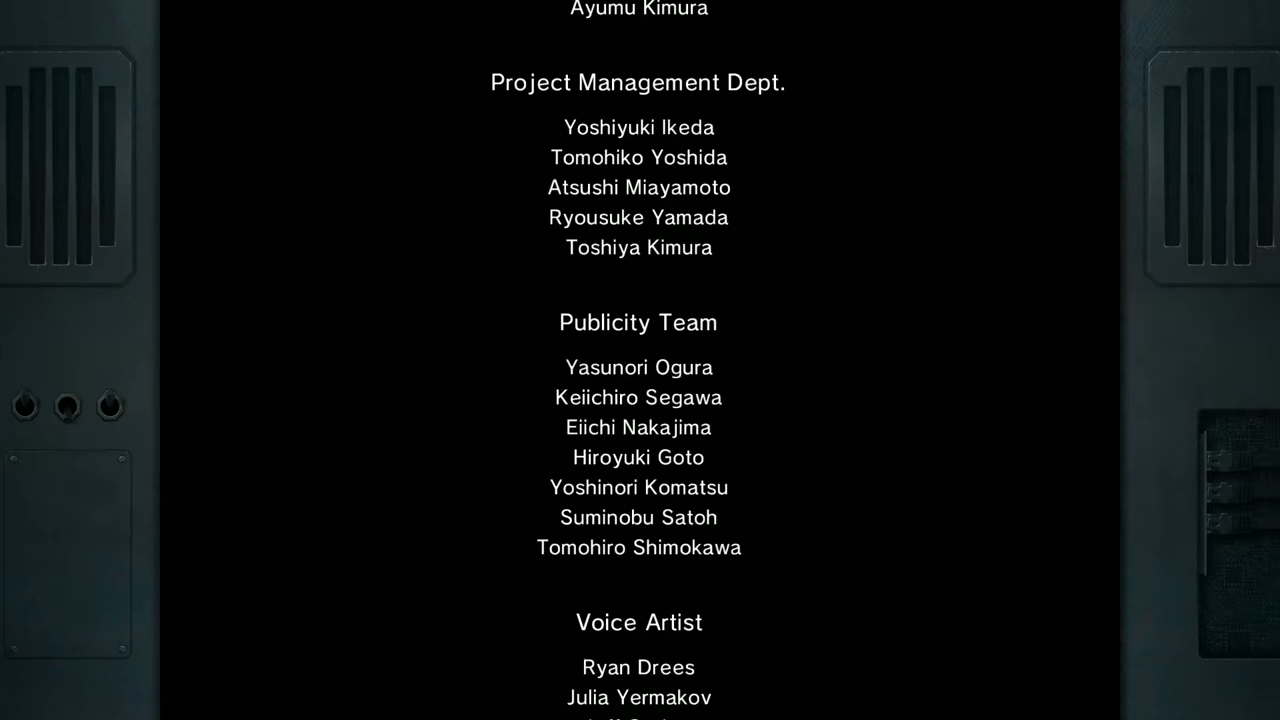 Ayumu Kimura
Project Management Dept.
Yoshiyuki Ikeda
Tomohiko Yoshida
Atsushi Miayamoto
Ryousuke Yamada
Toshiya Kimura
Publicity Team
Yasunori Ogura
Keiichiro Segawa
Eiichi Nakajima
Hiroyuki Goto
Yoshinori Komatsu
Suminobu Satoh
Tomohiro Shimokawa
Voice Artist
Ryan Drees
Julia Yermakov